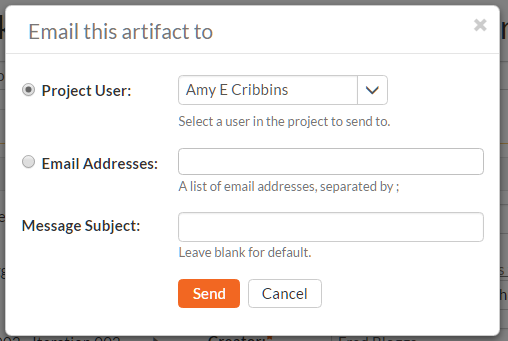 Email this artifact to
×
Project User:
Amy E Cribbins
Select a user in the project to send to.
Email Addresses:
A list of email addresses, separated by ;
Message Subject:
Leave blank for default.
Send
Cancel